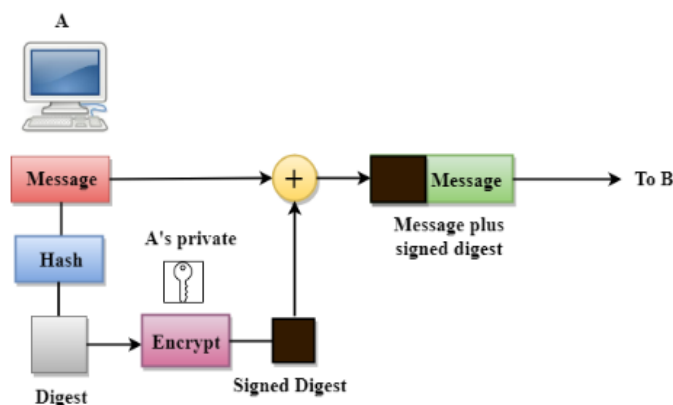 A
Message
+
Message
To B
Message plus
signed digest
Hash
A's private
Encrypt
Digest
Signed Digest